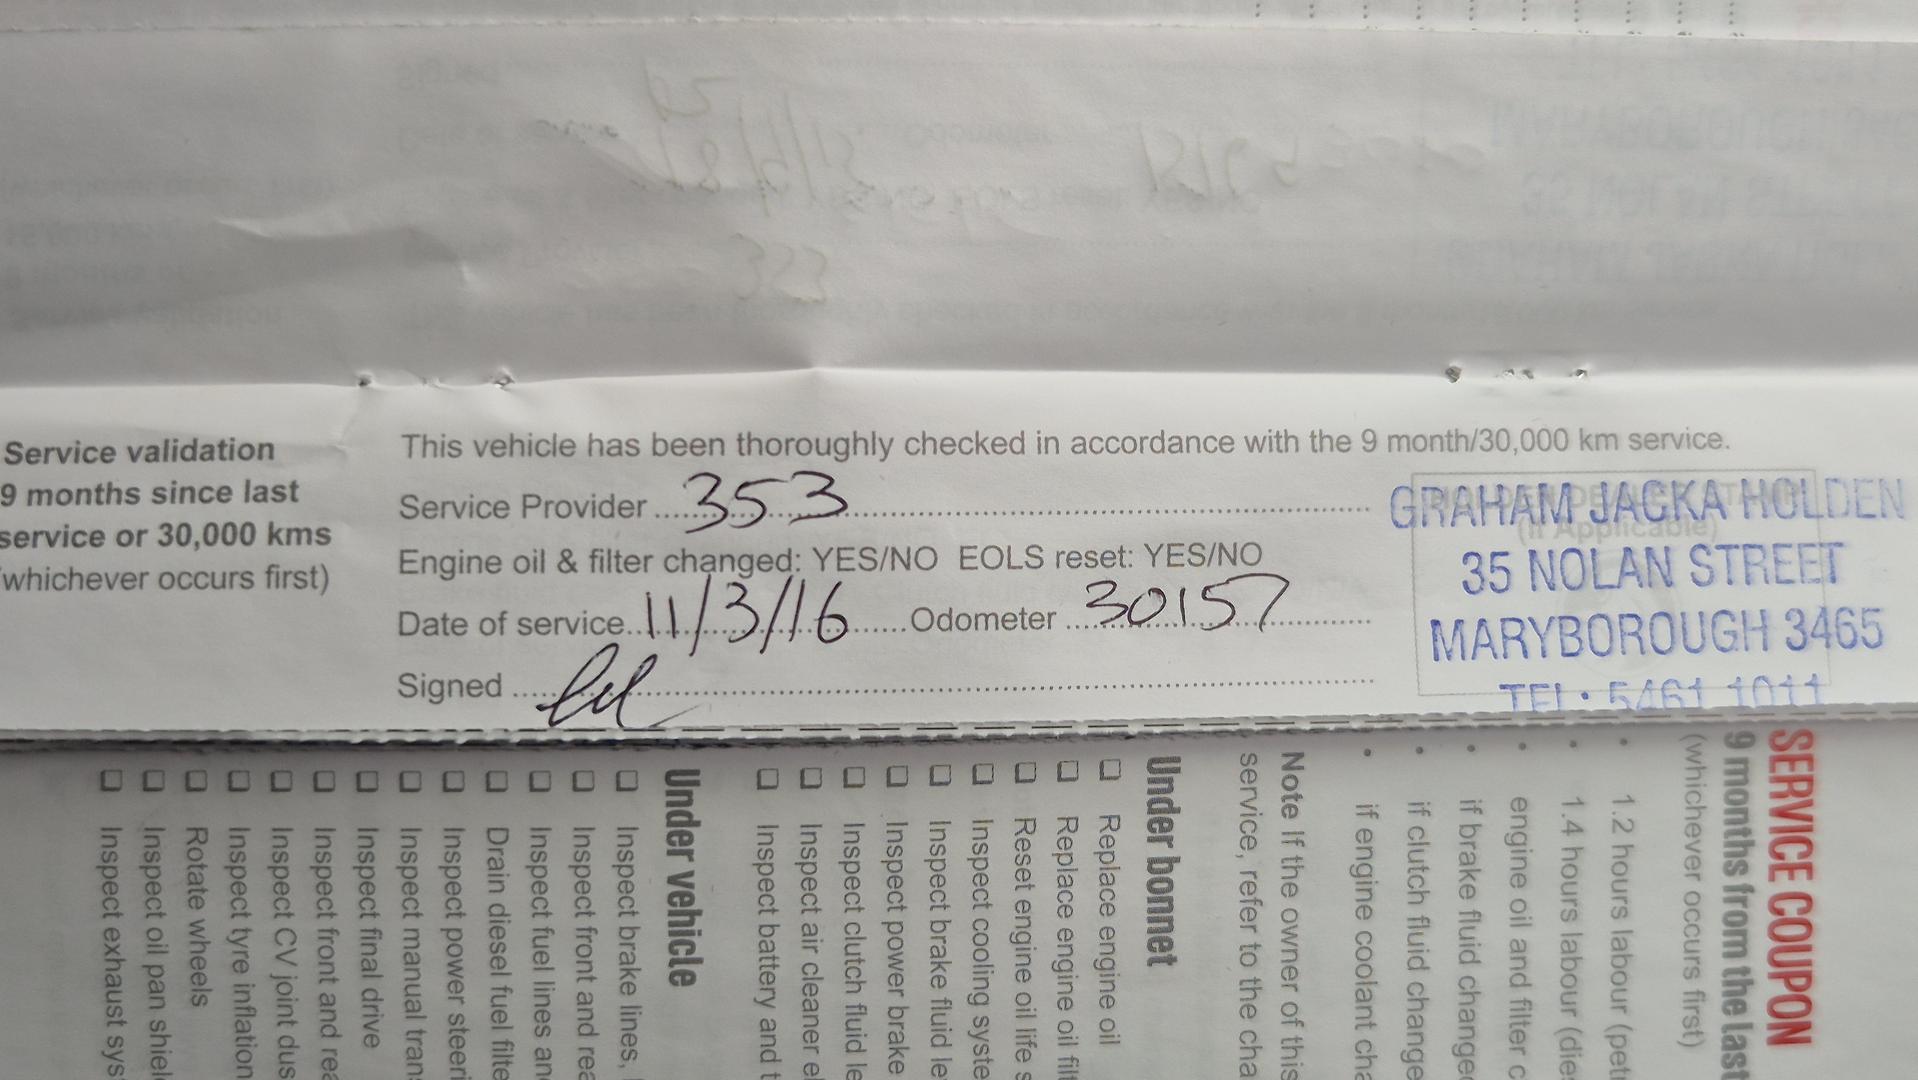 Service validation
9 months since last
service or 30,000 kms
whichever occurs first)
This vehicle has been thoroughly checked in accordance with the 9 month/30,000 km service.
Service Provider 353
Engine oil & filter changed: YES/NO EOLS reset: YES/NO
Date of service 11/3/16 Odometer 30157
Signed
GRAHAM JACKA HOLDEN
(If Applicable)
35 NOLAN STREET
MARYBOROUGH 3465
TEL: 5461 1011
SERVICE COUPON
9 months from the last
(whichever occurs first)
• 1.2 hours labour (pet
• 1.4 hours labour (die
• engine oil and filter c
• if brake fluid change
• if clutch fluid change
• if engine coolant cha
Note If the owner of this
service, refer to the cha
Under bonnet
Replace engine oil
Replace engine oil filt
Reset engine oil life s
Inspect cooling syste
Inspect brake fluid le
Inspect power brake
Inspect clutch fluid le
Inspect air cleaner el
Inspect battery and t
Under vehicle
Inspect brake lines,
Inspect front and rea
Inspect fuel lines an
Drain diesel fuel filte
Inspect power steeri
Inspect manual tran
Inspect final drive
Inspect front and rea
Inspect CV joint dus
Inspect tyre inflation
Rotate wheels
Inspect oil pan shiel
Inspect exhaust sys